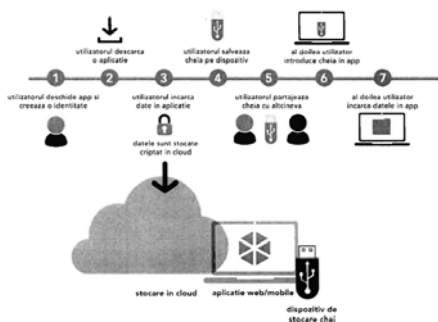 utilizatorul descarca
o aplicatie
utilizatorul salveaza
cheia pe dispozitiv
al doilea utilizator
introduce cheia in app
1
2
3
4
5
6
7
utilizatorul deschide app si
creeaza o identitate
utilizatorul incarca
date in aplicatie
utilizatorul partajeaza
cheia cu altcineva
al doilea utilizator
incarca datele in app
datele sunt stocate
criptat in cloud
stocare in cloud
aplicatie web/mobile
dispozitiv de
stocare chei